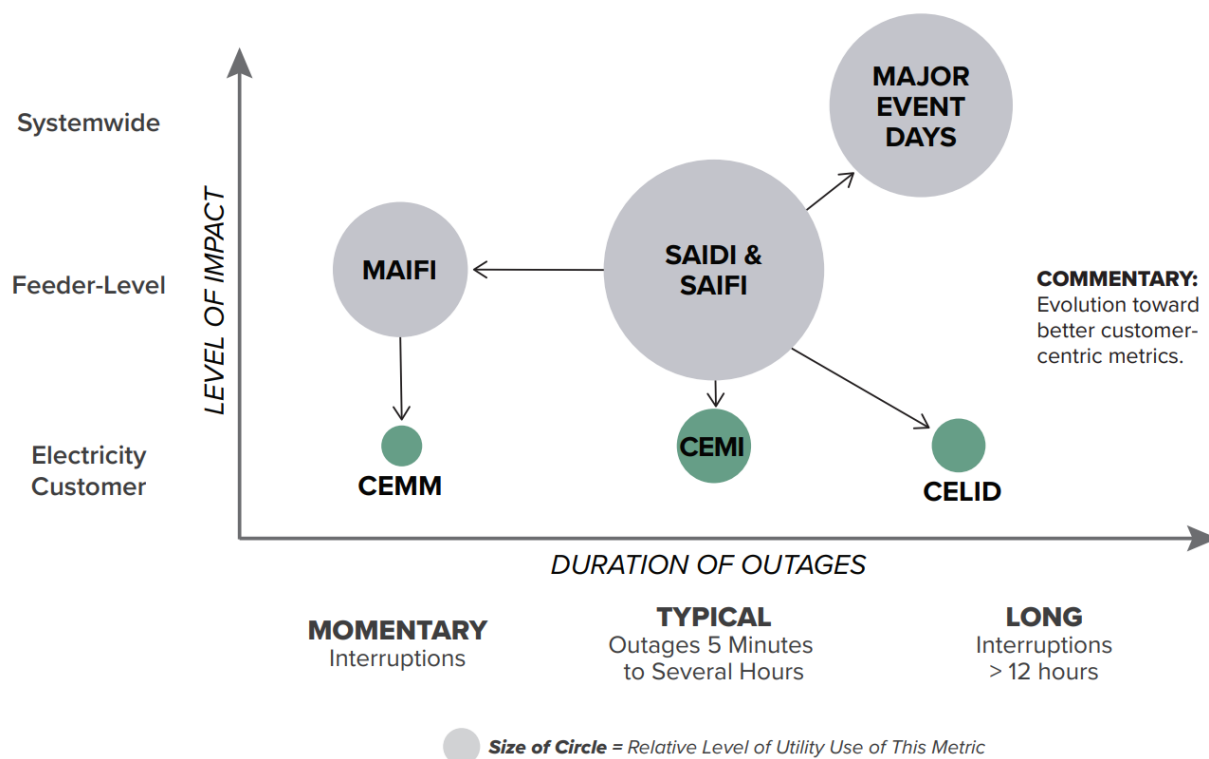 MAJOR
EVENT
DAYS
Systemwide
LEVEL OF IMPACT
MAIFI
SAIDI &
SAIFI
Feeder-Level
COMMENTARY:
Evolution toward
better customer-
centric metrics.
Electricity
Customer
CEMM
CEMI
CELID
DURATION OF OUTAGES
MOMENTARY
Interruptions
TYPICAL
Outages 5 Minutes
to Several Hours
LONG
Interruptions
> 12 hours
Size of Circle = Relative Level of Utility Use of This Metric